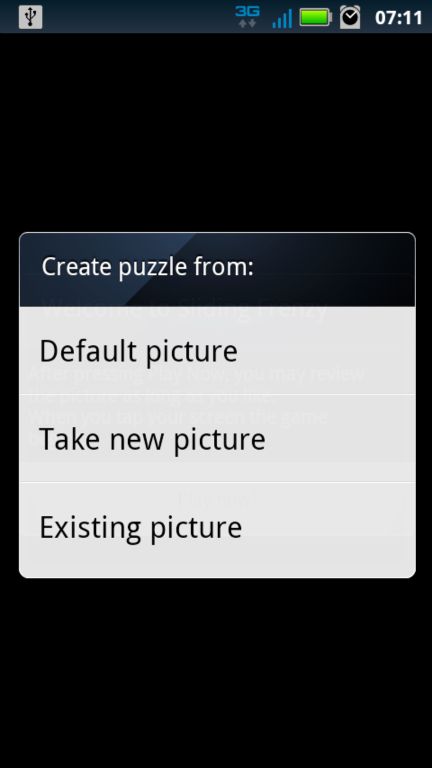 3G
07:11
Create puzzle from:
Welcome to Sliding Frenzy
Default picture
After pressing Play Now, you may review
the picture as long as you like.
When you tap your screen the game
Take new picture
Play now
Existing picture